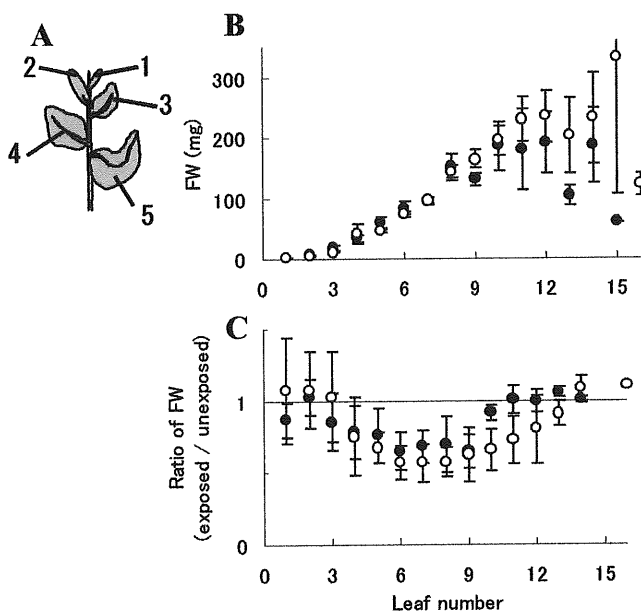 A
2 1
3
4
5
B
FW (mg)
300
200
100
0
0 3 6 9 12 15
C
Ratio of FW
(exposed / unexposed)
1
0
0 3 6 9 12 15
Leaf number